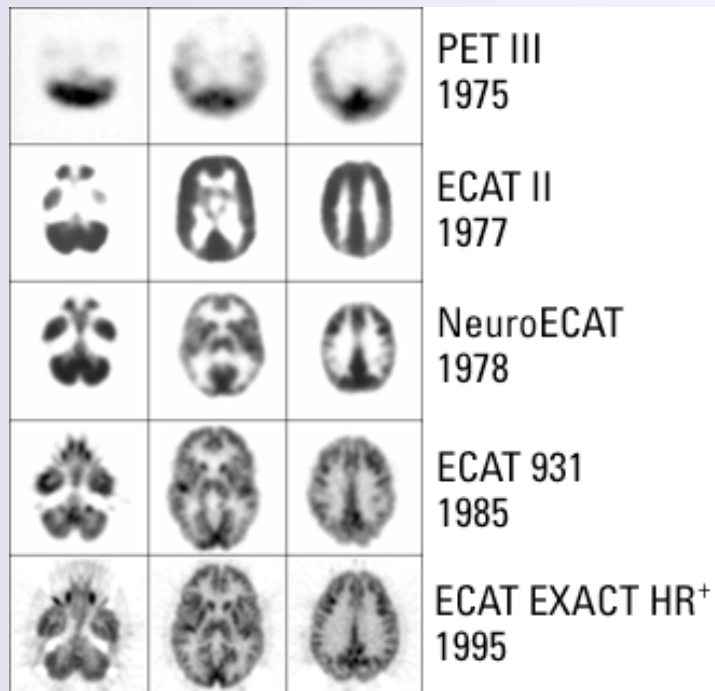 PET III
1975
ECAT II
1977
NeuroECAT
1978
ECAT 931
1985
ECAT EXACT HR⁺
1995